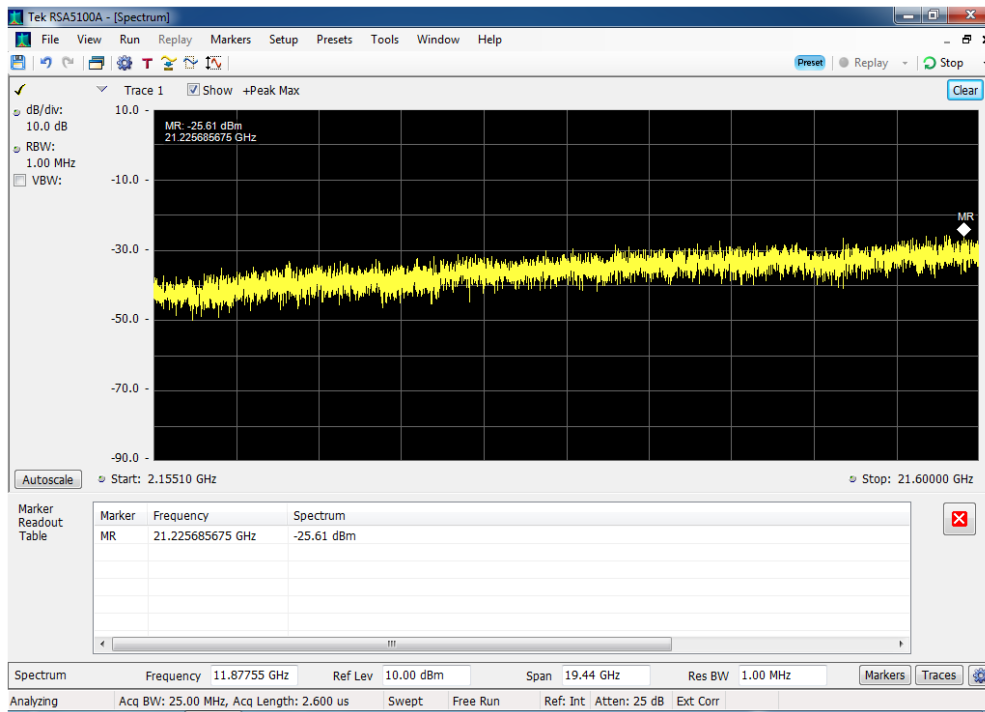 Tek RSA5100A - [Spectrum]
File View Run Replay Markers Setup Presets Tools Window Help
T Preset Replay Stop
Trace 1 Show +Peak Max Clear
dB/div:
10.0 dB
RBW:
1.00 MHz
VBW:
10.0 -
-10.0 -
-30.0 -
-50.0 -
-70.0 -
-90.0 -
MR: -25.61 dBm
21.225685675 GHz
MR
Autoscale Start: 2.15510 GHz Stop: 21.60000 GHz
Marker
Readout
Table
Marker Frequency Spectrum
MR 21.225685675 GHz -25.61 dBm
Spectrum Frequency 11.87755 GHz Ref Lev 10.00 dBm Span 19.44 GHz Res BW 1.00 MHz Markers Traces
Analyzing Acq BW: 25.00 MHz, Acq Length: 2.600 us Swept Free Run Ref: Int Atten: 25 dB Ext Corr